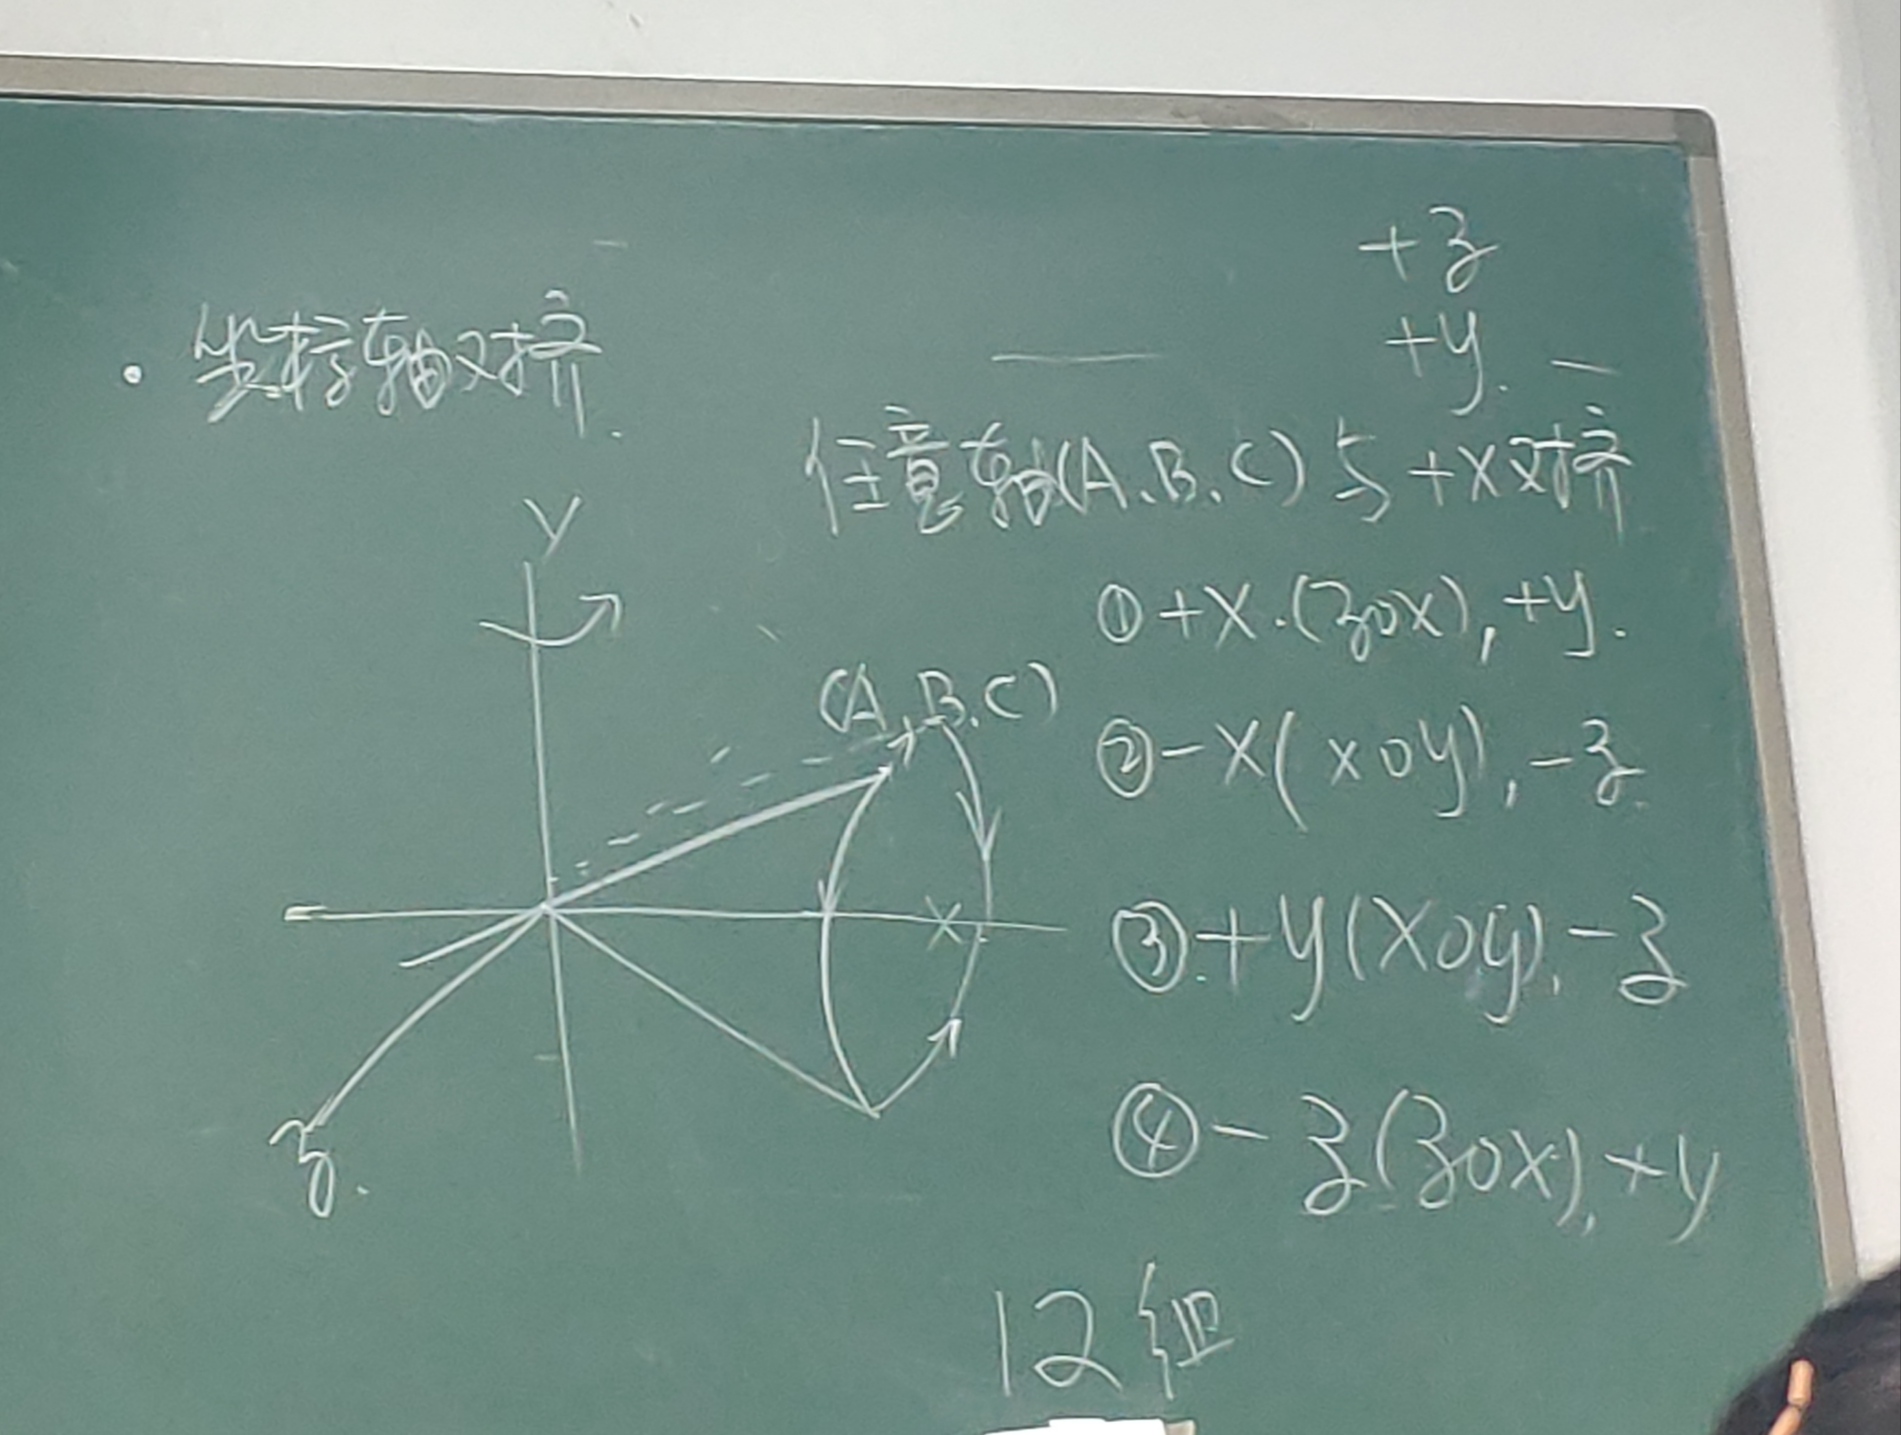 +z
+y.
· 坐标轴对齐.
任意轴(A.B.C)与+X对齐
Y
① +X.(zox), +y.
(A,B.C)
② -X(xoy), -z.
X
③ +y(Xoy), -z
④ -z(zox), +y
z.
12组